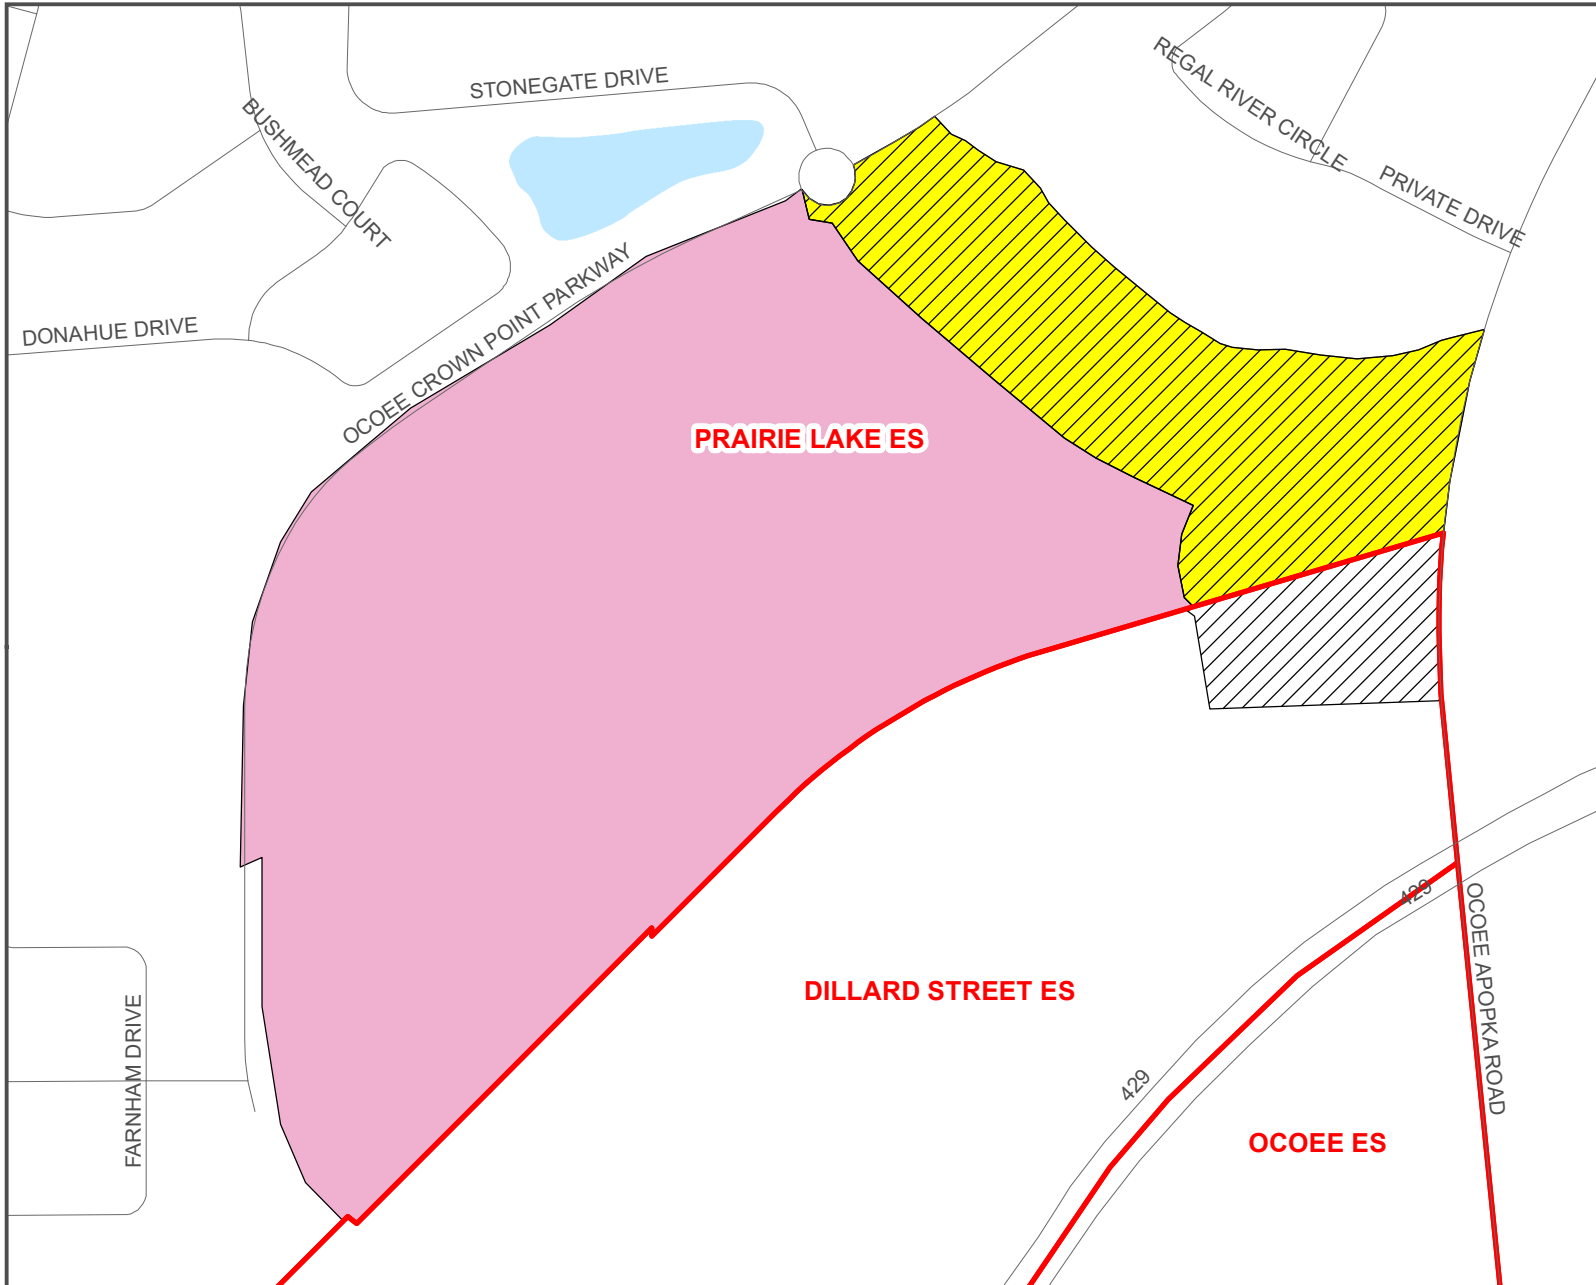 STONEGATE DRIVE
REGAL RIVER CIRCLE
BUSHMEAD COURT
PRIVATE DRIVE
DONAHUE DRIVE
OCOEE CROWN POINT PARKWAY
PRAIRIE LAKE ES
429
OCOEE APOPKA ROAD
DILLARD STREET ES
FARNHAM DRIVE
429
OCOEE ES